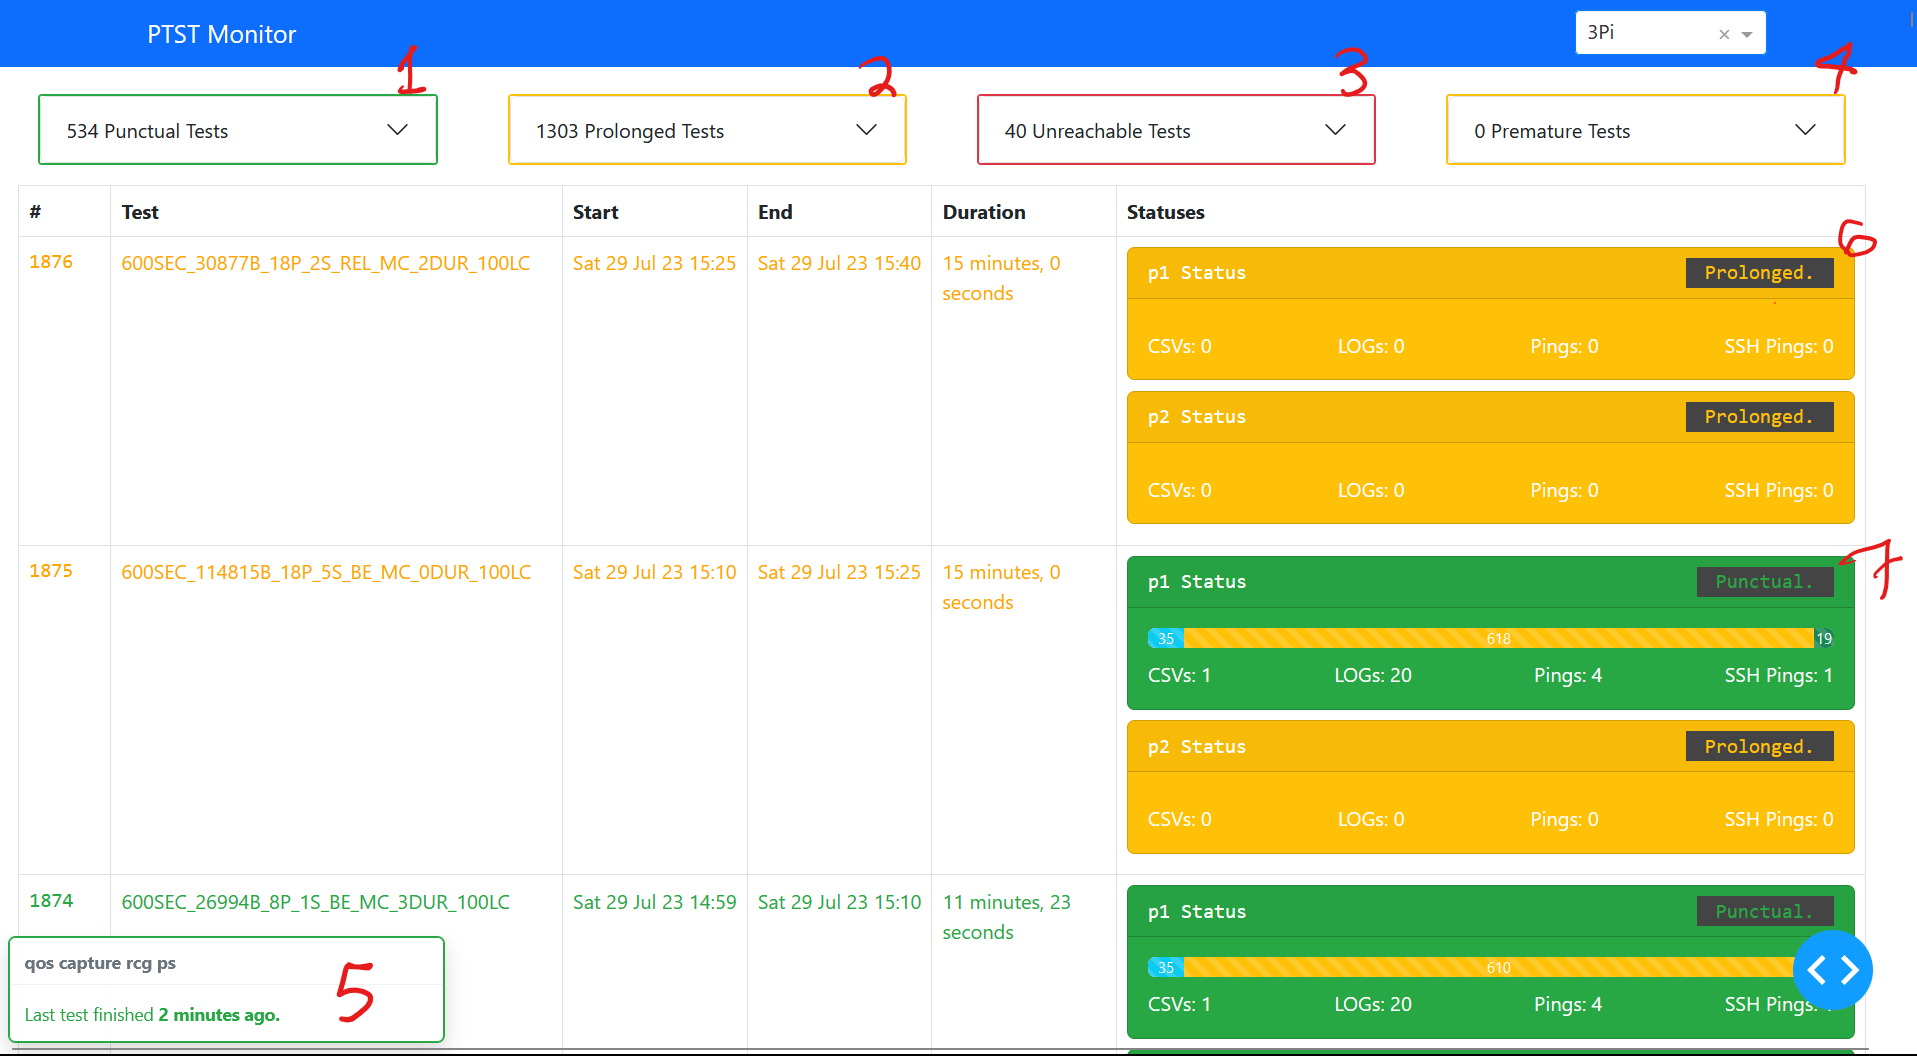 PTST Monitor
3Pi
1 2 3 4
534 Punctual Tests
1303 Prolonged Tests
40 Unreachable Tests
0 Premature Tests
# Test Start End Duration Statuses
6
1876 600SEC_30877B_18P_2S_REL_MC_2DUR_100LC Sat 29 Jul 23 15:25 Sat 29 Jul 23 15:40 15 minutes, 0
seconds
p1 Status Prolonged.
CSVs: 0 LOGs: 0 Pings: 0 SSH Pings: 0
p2 Status Prolonged.
CSVs: 0 LOGs: 0 Pings: 0 SSH Pings: 0
7
1875 600SEC_114815B_18P_5S_BE_MC_0DUR_100LC Sat 29 Jul 23 15:10 Sat 29 Jul 23 15:25 15 minutes, 0
seconds
p1 Status Punctual.
35 618 19
CSVs: 1 LOGs: 20 Pings: 4 SSH Pings: 1
p2 Status Prolonged.
CSVs: 0 LOGs: 0 Pings: 0 SSH Pings: 0
1874 600SEC_26994B_8P_1S_BE_MC_3DUR_100LC Sat 29 Jul 23 14:59 Sat 29 Jul 23 15:10 11 minutes, 23
seconds
p1 Status Punctual.
35 610
CSVs: 1 LOGs: 20 Pings: 4 SSH Pings:
qos capture rcg ps
5
Last test finished 2 minutes ago.